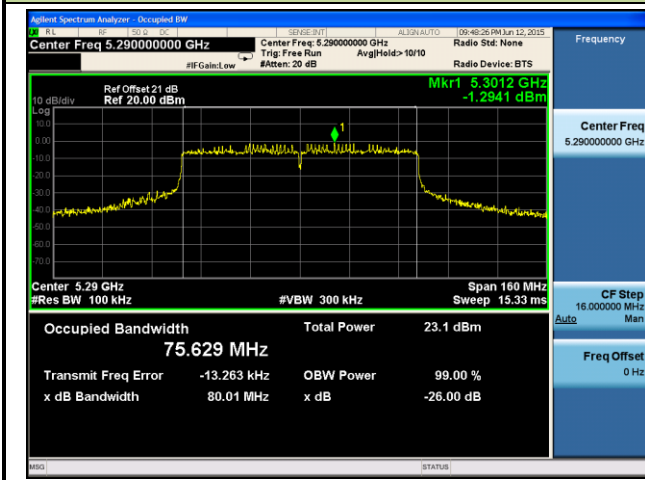 Agilent Spectrum Analyzer - Occupied BW
RL RF 50 Ω DC SENSE:INT ALIGN AUTO 09:48:26 PM Jun 12, 2015
Center Freq 5.290000000 GHz
Center Freq: 5.290000000 GHz
Radio Std: None
Trig: Free Run Avg|Hold:> 10/10
#IFGain:Low #Atten: 20 dB Radio Device: BTS
Frequency
Ref Offset 21 dB
Mkr1 5.3012 GHz
10 dB/div Ref 20.00 dBm -1.2941 dBm
Log
10.0
0.00
-10.0
-20.0
-30.0
-40.0
-50.0
-60.0
-70.0
1
Center 5.29 GHz Span 160 MHz
#Res BW 100 kHz #VBW 300 kHz Sweep 15.33 ms
Occupied Bandwidth Total Power 23.1 dBm
75.629 MHz
Transmit Freq Error -13.263 kHz OBW Power 99.00 %
x dB Bandwidth 80.01 MHz x dB -26.00 dB
Center Freq
5.290000000 GHz
CF Step
16.000000 MHz
Auto Man
Freq Offset
0 Hz
MSG STATUS